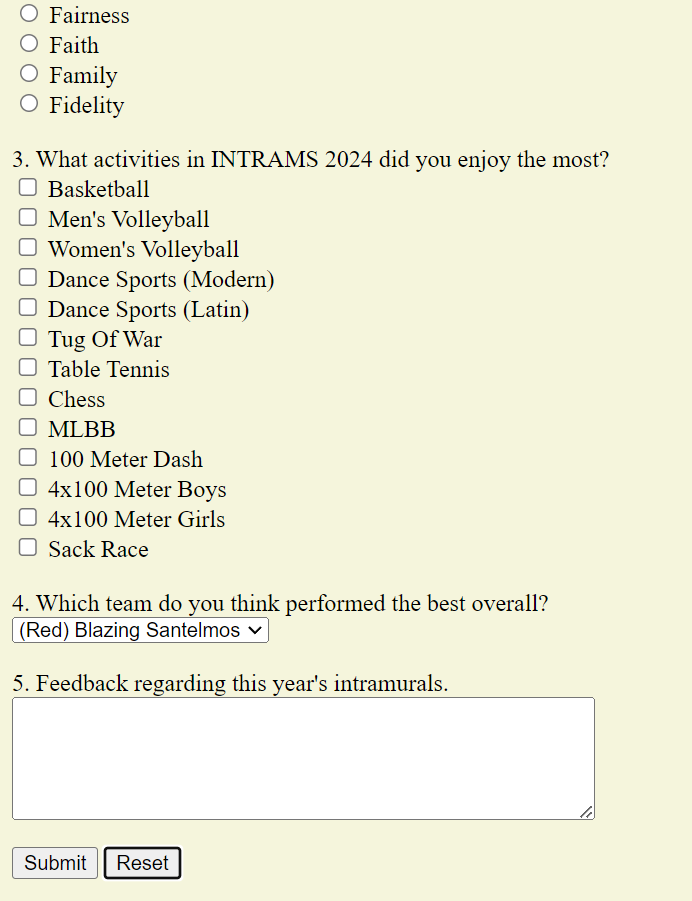 Fairness
Faith
Family
Fidelity
3. What activities in INTRAMS 2024 did you enjoy the most?
Basketball
Men's Volleyball
Women's Volleyball
Dance Sports (Modern)
Dance Sports (Latin)
Tug Of War
Table Tennis
Chess
MLBB
100 Meter Dash
4x100 Meter Boys
4x100 Meter Girls
Sack Race
4. Which team do you think performed the best overall?
(Red) Blazing Santelmos
5. Feedback regarding this year's intramurals.
Submit Reset